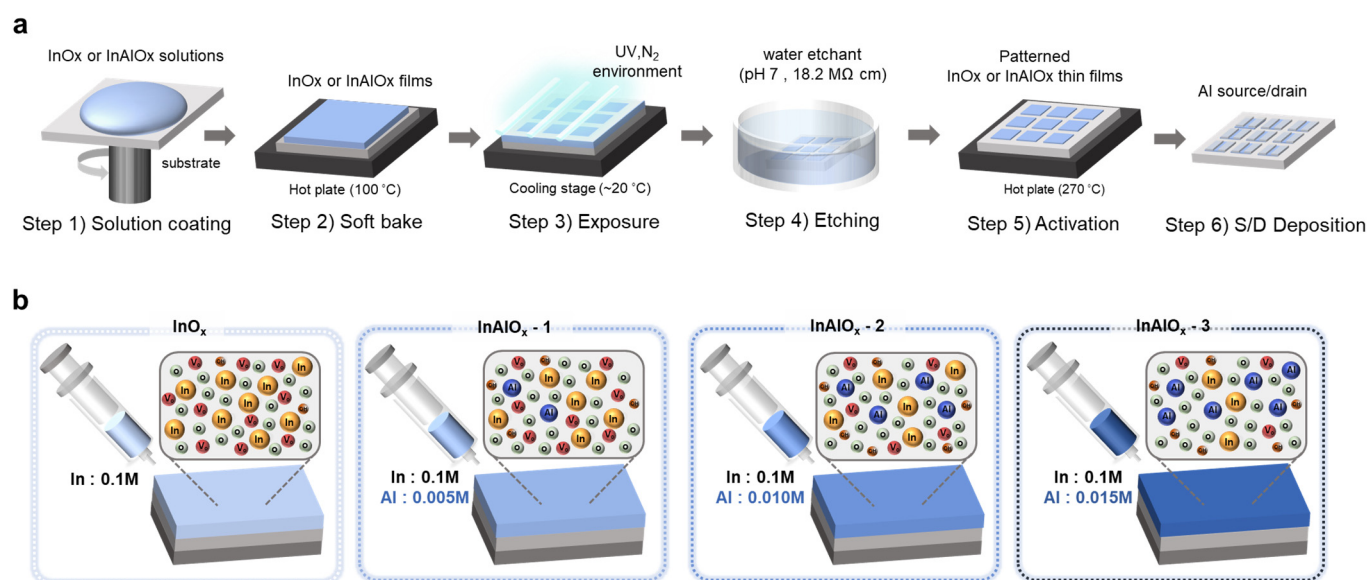 a
InOx or InAlOx solutions
substrate
Step 1) Solution coating
InOx or InAlOx films
Hot plate (100 °C)
Step 2) Soft bake
UV,N₂
environment
Cooling stage (~20 °C)
Step 3) Exposure
water etchant
(pH 7 , 18.2 MΩ cm)
Step 4) Etching
Patterned
InOx or InAlOx thin films
Hot plate (270 °C)
Step 5) Activation
Al source/drain
Step 6) S/D Deposition
b
InOₓ
In : 0.1M
InAlOₓ - 1
In : 0.1M
Al : 0.005M
InAlOₓ - 2
In : 0.1M
Al : 0.010M
InAlOₓ - 3
In : 0.1M
Al : 0.015M